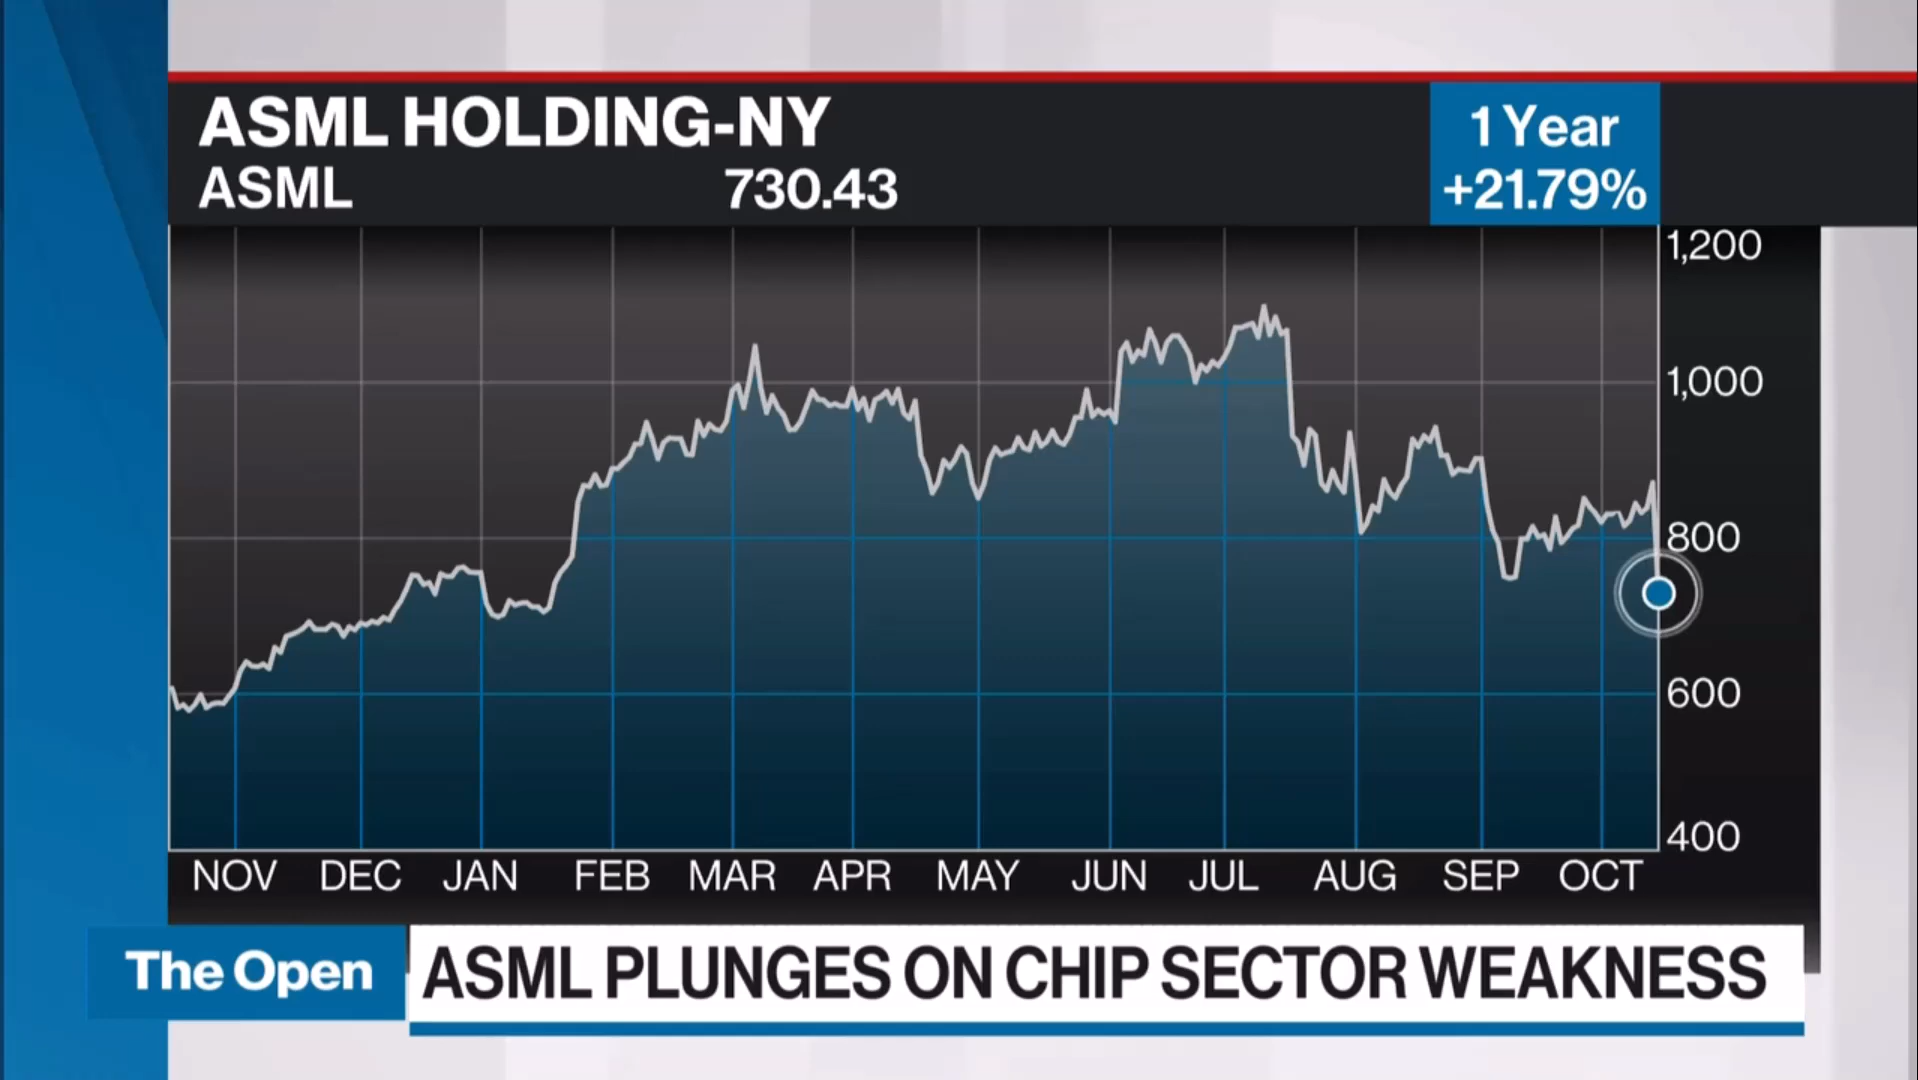 ASML HOLDING-NY
ASML 730.43
1 Year
+21.79%
1,200
1,000
800
600
400
NOV DEC JAN FEB MAR APR MAY JUN JUL AUG SEP OCT
The Open
ASML PLUNGES ON CHIP SECTOR WEAKNESS